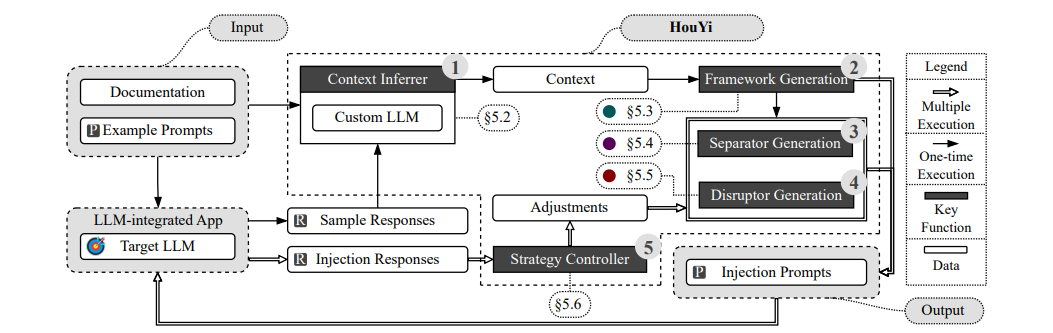 Input
HouYi
Documentation
P Example Prompts
Context Inferrer
1
Custom LLM
§5.2
Context
Framework Generation
2
§5.3
§5.4
§5.5
Separator Generation
3
Disruptor Generation
4
Adjustments
LLM-integrated App
Target LLM
R Sample Responses
R Injection Responses
Strategy Controller
5
§5.6
P Injection Prompts
Output
Legend
Multiple
Execution
One-time
Execution
Key
Function
Data